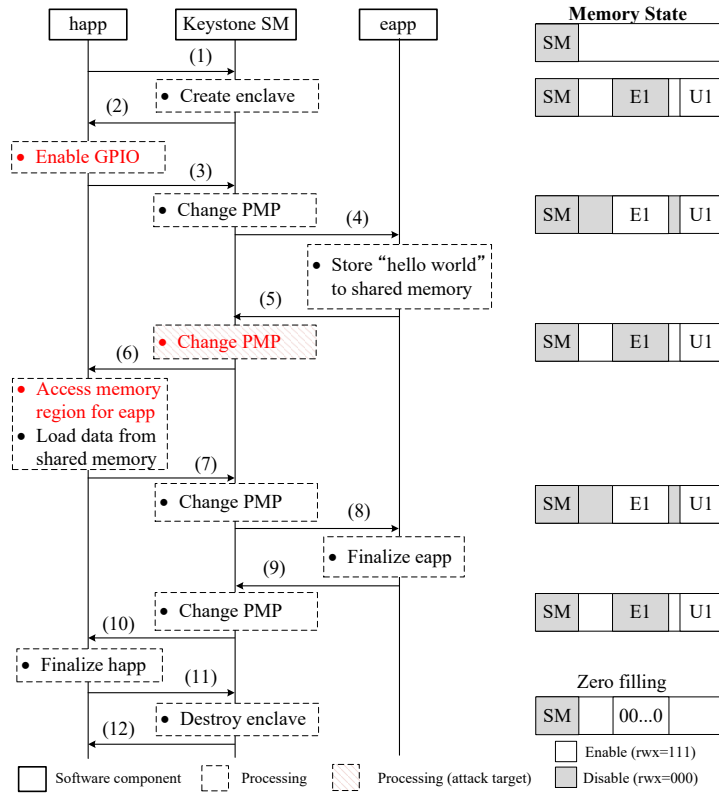 happ
Keystone SM
eapp
Memory State
(1)
SM
• Create enclave
SM E1 U1
(2)
• Enable GPIO
(3)
• Change PMP
SM E1 U1
(4)
• Store “hello world”
to shared memory
(5)
• Change PMP
SM E1 U1
(6)
• Access memory
region for eapp
• Load data from
shared memory
(7)
• Change PMP
SM E1 U1
(8)
• Finalize eapp
(9)
• Change PMP
SM E1 U1
(10)
• Finalize happ
(11)
Zero filling
• Destroy enclave
SM 00...0
(12)
Software component
Processing
Processing (attack target)
Enable (rwx=111)
Disable (rwx=000)